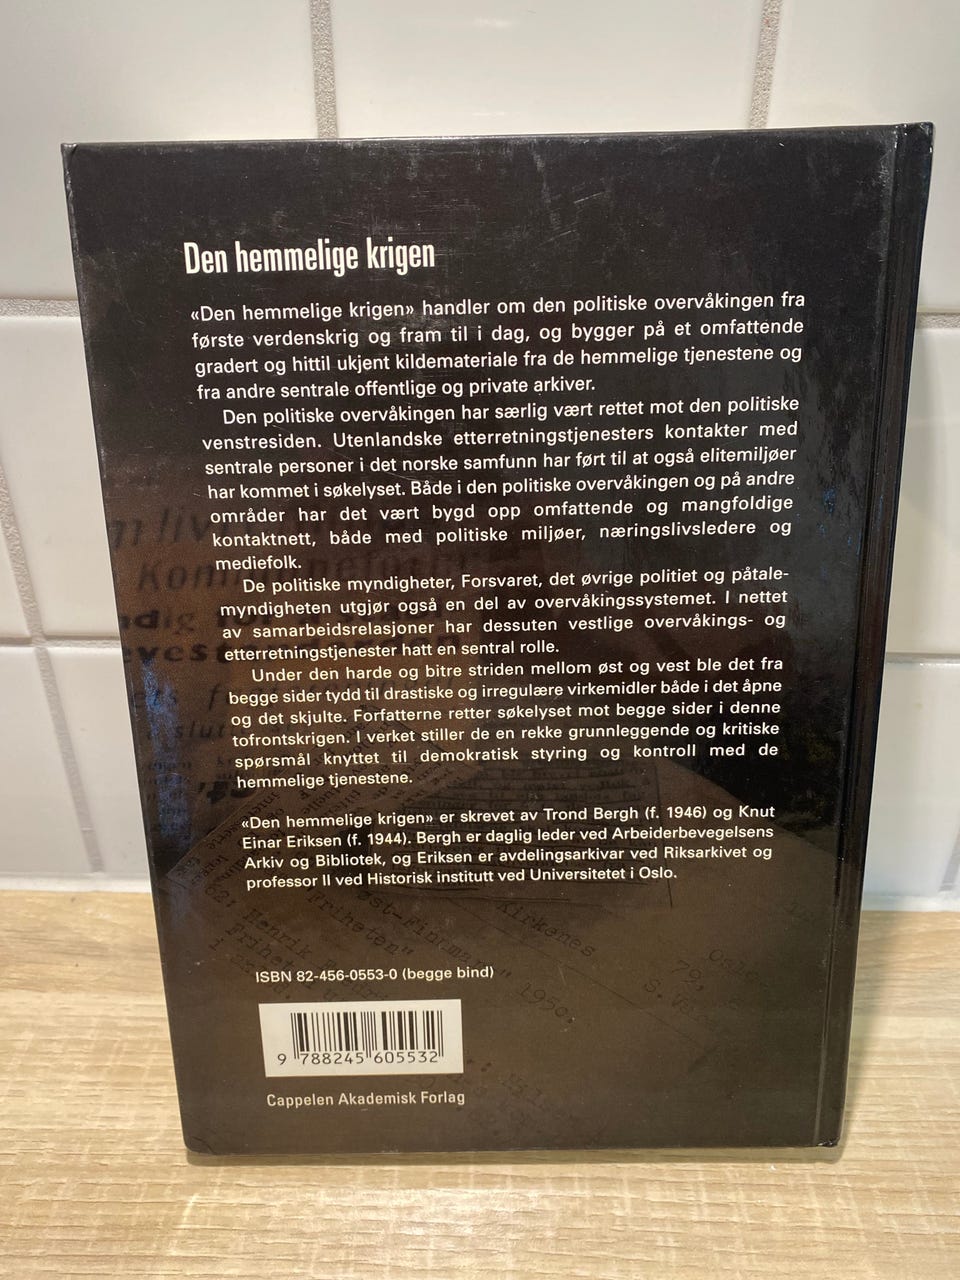 Den hemmelige krigen
«Den hemmelige krigen» handler om den politiske overvåkingen fra
første verdenskrig og fram til i dag, og bygger på et omfattende
gradert og hittil ukjent kildemateriale fra de hemmelige tjenestene og
fra andre sentrale offentlige og private arkiver.
Den politiske overvåkingen har særlig vært rettet mot den politiske
venstresiden. Utenlandske etterretningstjenesters kontakter med
sentrale personer i det norske samfunn har ført til at også elitemiljøer
har kommet i søkelyset. Både i den politiske overvåkingen og på andre
områder har det vært bygd opp omfattende og mangfoldige
kontaktnett, både med politiske miljøer, næringslivsledere og
mediefolk.
De politiske myndigheter, Forsvaret, det øvrige politiet og påtale-
myndigheten utgjør også en del av overvåkingssystemet. I nettet
av samarbeidsrelasjoner har dessuten vestlige overvåkings- og
etterretningstjenester hatt en sentral rolle.
Under den harde og bitre striden mellom øst og vest ble det fra
begge sider tydd til drastiske og irregulære virkemidler både i det åpne
og det skjulte. Forfatterne retter søkelyset mot begge sider i denne
tofrontskrigen. I verket stiller de en rekke grunnleggende og kritiske
spørsmål knyttet til demokratisk styring og kontroll med de
hemmelige tjenestene.
«Den hemmelige krigen» er skrevet av Trond Bergh (f. 1946) og Knut
Einar Eriksen (f. 1944). Bergh er daglig leder ved Arbeiderbevegelsens
Arkiv og Bibliotek, og Eriksen er avdelingsarkivar ved Riksarkivet og
professor II ved Historisk institutt ved Universitetet i Oslo.
øst-Finnmark"
Kirkenes
Friheten"
2: Henrik
Friheten
79,
1950.
ISBN 82-456-0553-0 (begge bind)
9 788245 605532
Cappelen Akademisk Forlag